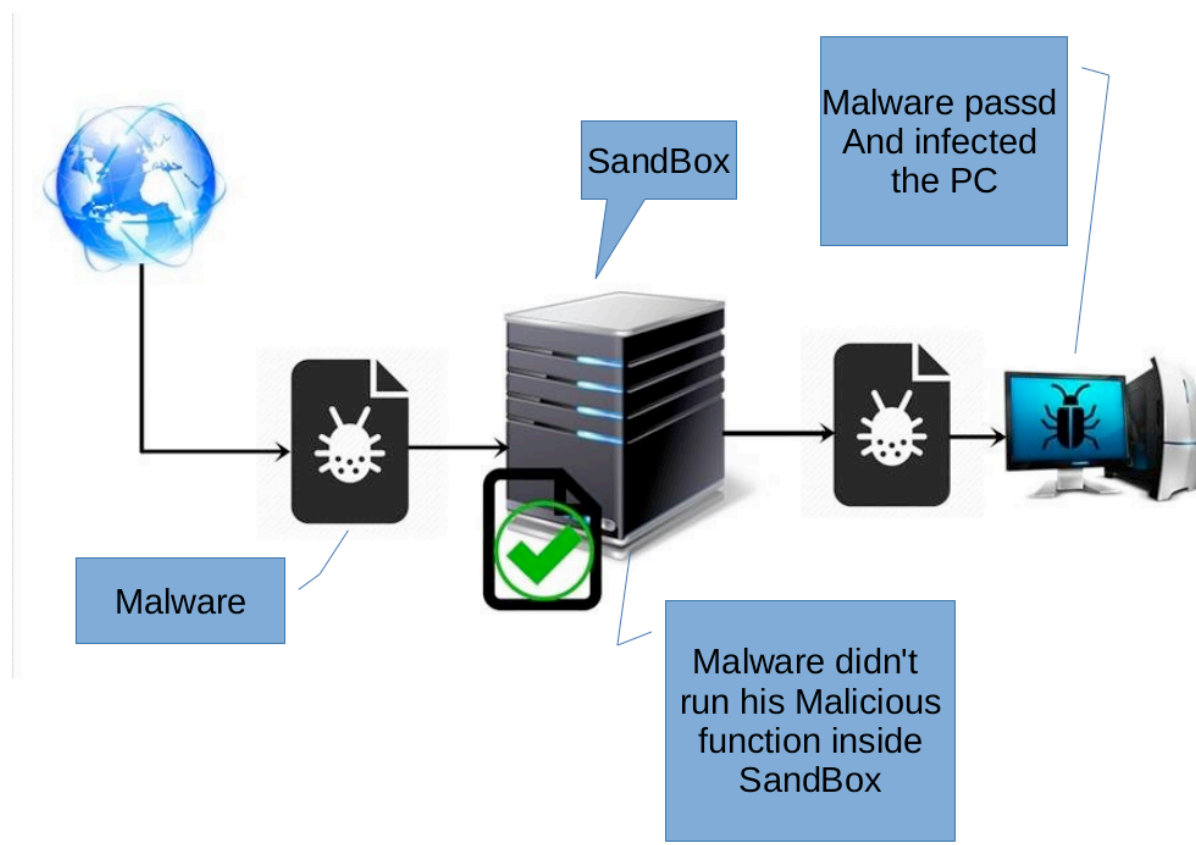 Malware passd
And infected
the PC
SandBox
Malware
Malware didn't
run his Malicious
function inside
SandBox